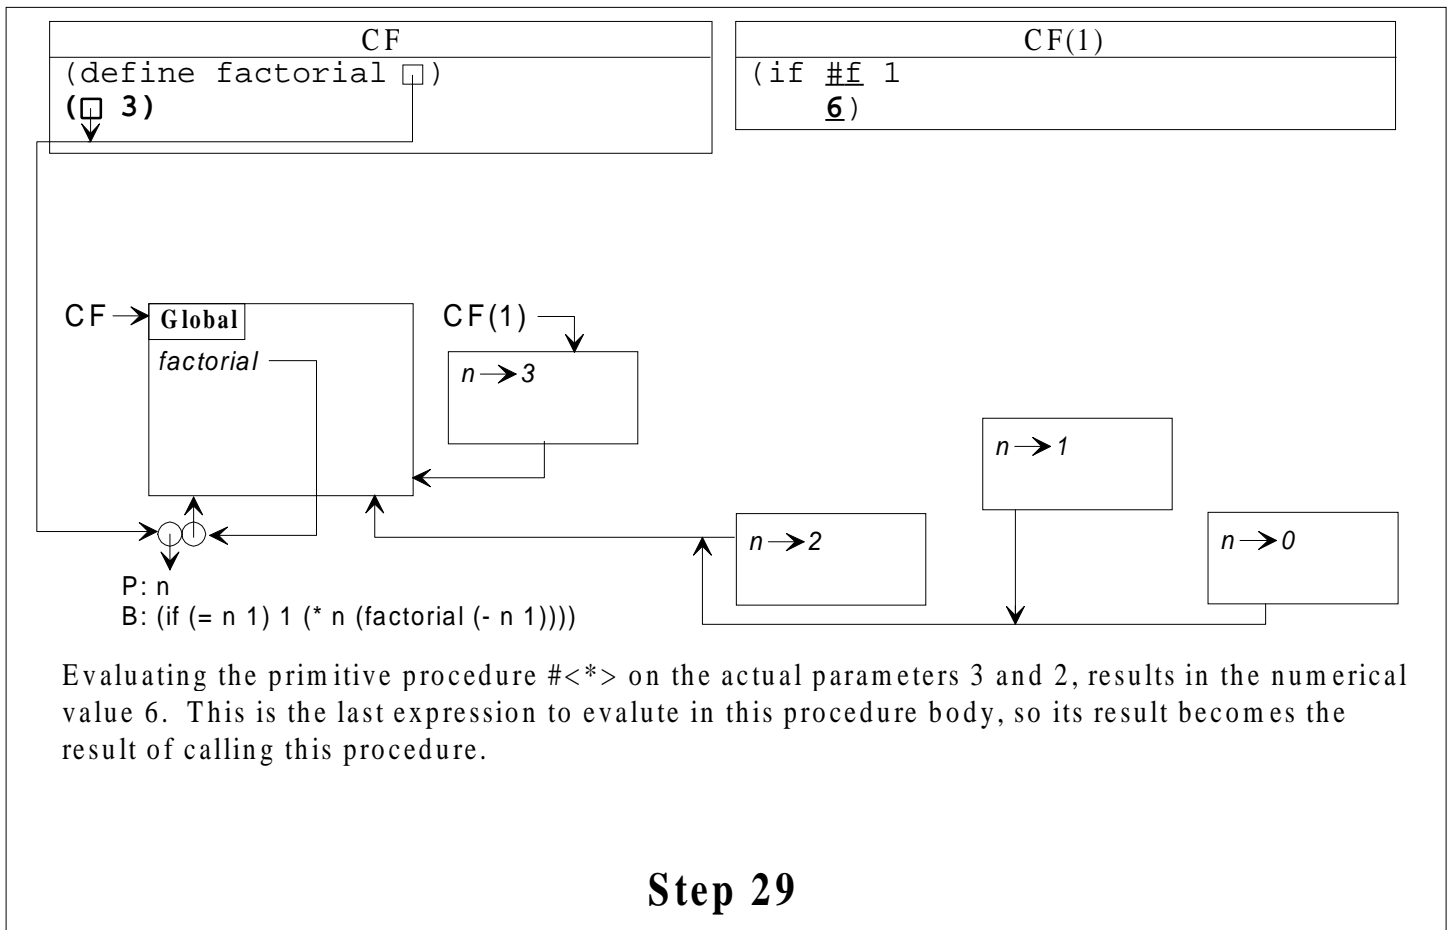 CF
(define factorial □)
(□ 3)
CF(1)
(if #f 1
6)
CF
Global
factorial
CF(1)
n → 3
n → 1
n → 2
n → 0
P: n
B: (if (= n 1) 1 (* n (factorial (- n 1))))
Evaluating the primitive procedure #<*> on the actual parameters 3 and 2, results in the numerical
value 6. This is the last expression to evalute in this procedure body, so its result becomes the
result of calling this procedure.
Step 29